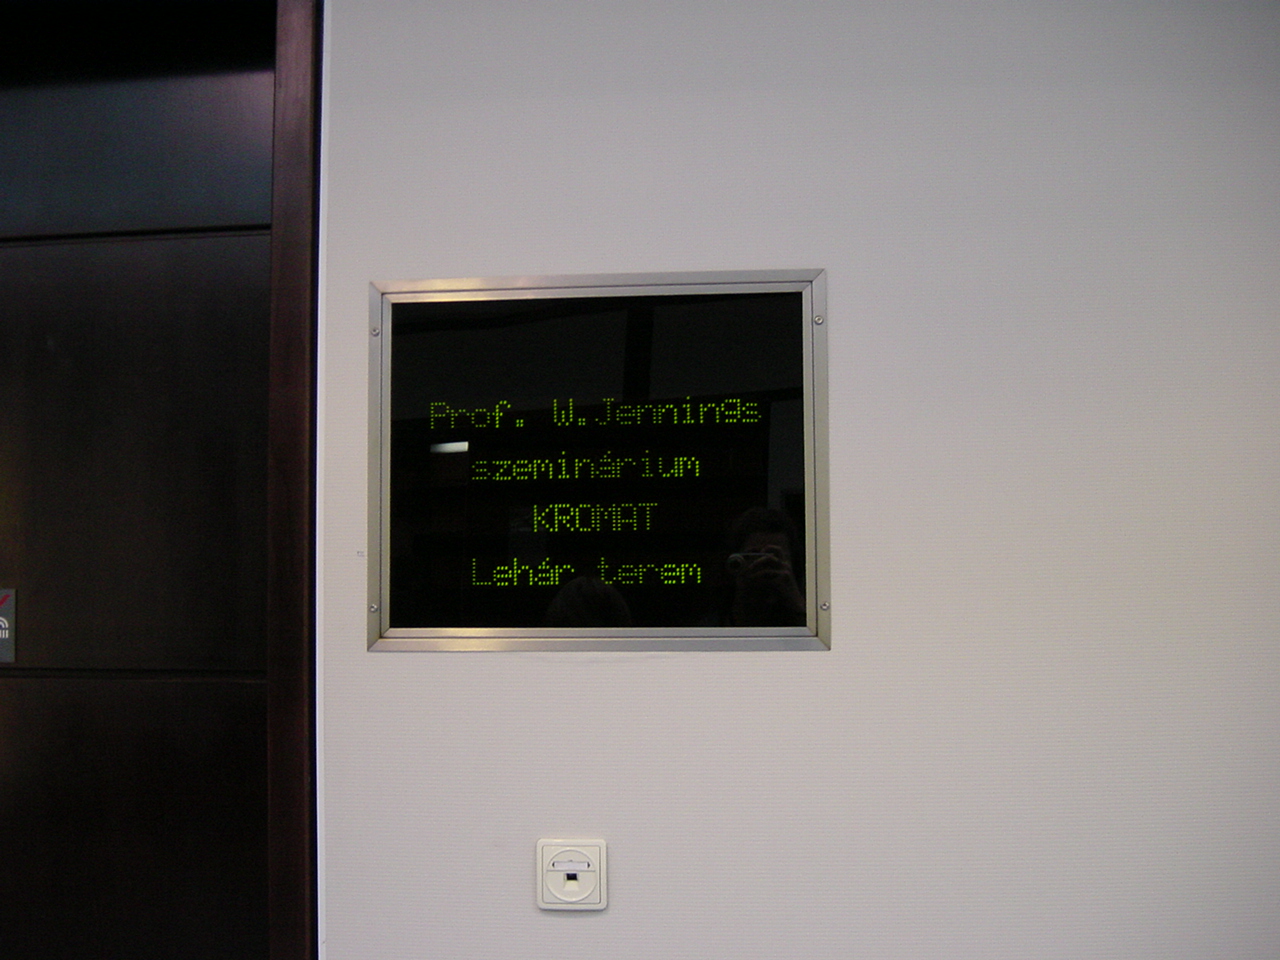 Prof. W.Jennings
szeminárium
KROMAT
Lehár terem